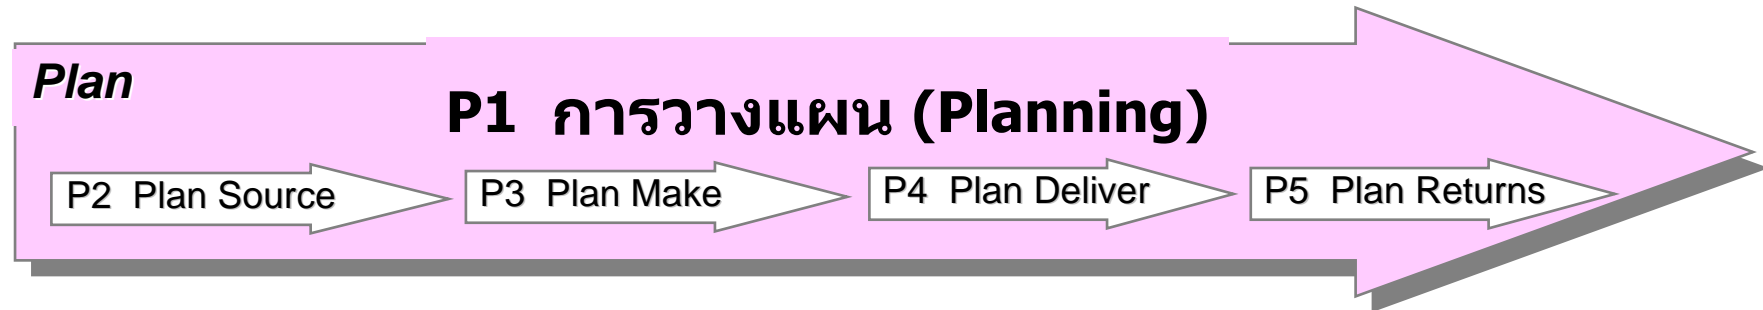 Plan
P1 การวางแผน (Planning)
P2 Plan Source
P3 Plan Make
P4 Plan Deliver
P5 Plan Returns